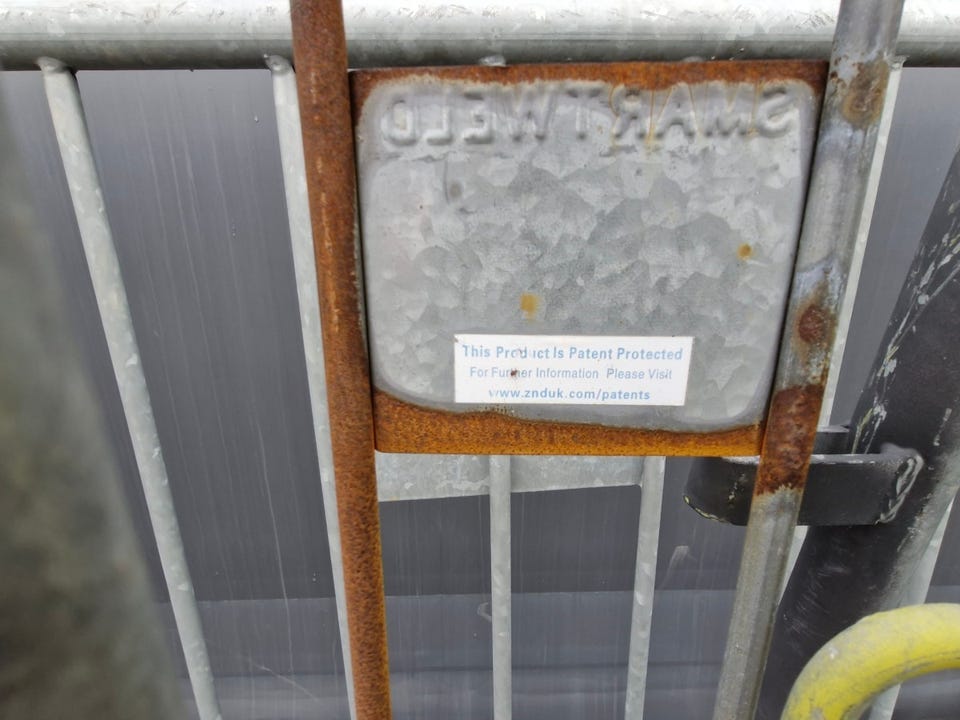 SMARTWELD
This Product Is Patent Protected
For Further Information Please Visit
www.znduk.com/patents